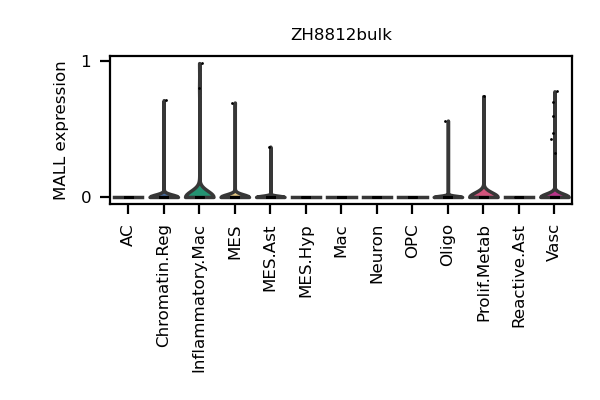 ZH8812bulk
MALL expression
1
0
AC
Chromatin.Reg
Inflammatory.Mac
MES
MES.Ast
MES.Hyp
Mac
Neuron
OPC
Oligo
Prolif.Metab
Reactive.Ast
Vasc